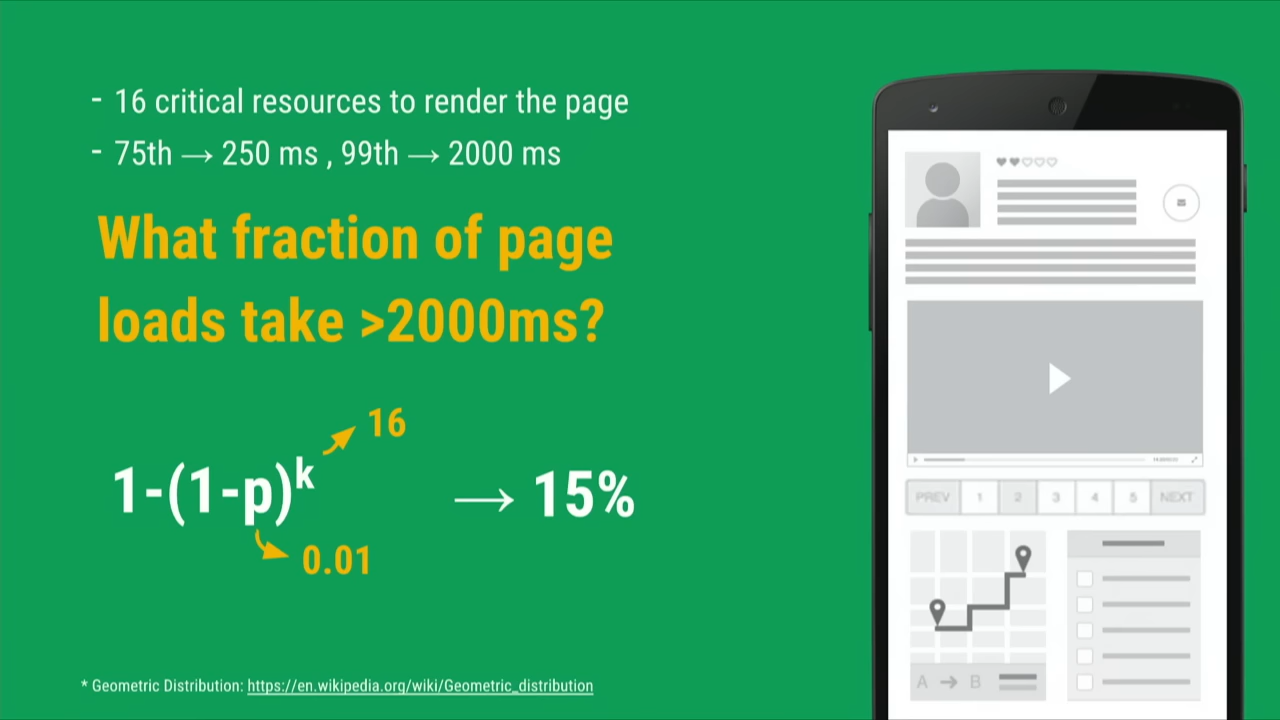 - 16 critical resources to render the page
- 75th → 250 ms , 99th → 2000 ms
What fraction of page
loads take >2000ms?
16
1-(1-p)^k → 15%
0.01
* Geometric Distribution: https://en.wikipedia.org/wiki/Geometric_distribution
PREV 1 2 3 4 5 NEXT
A → B